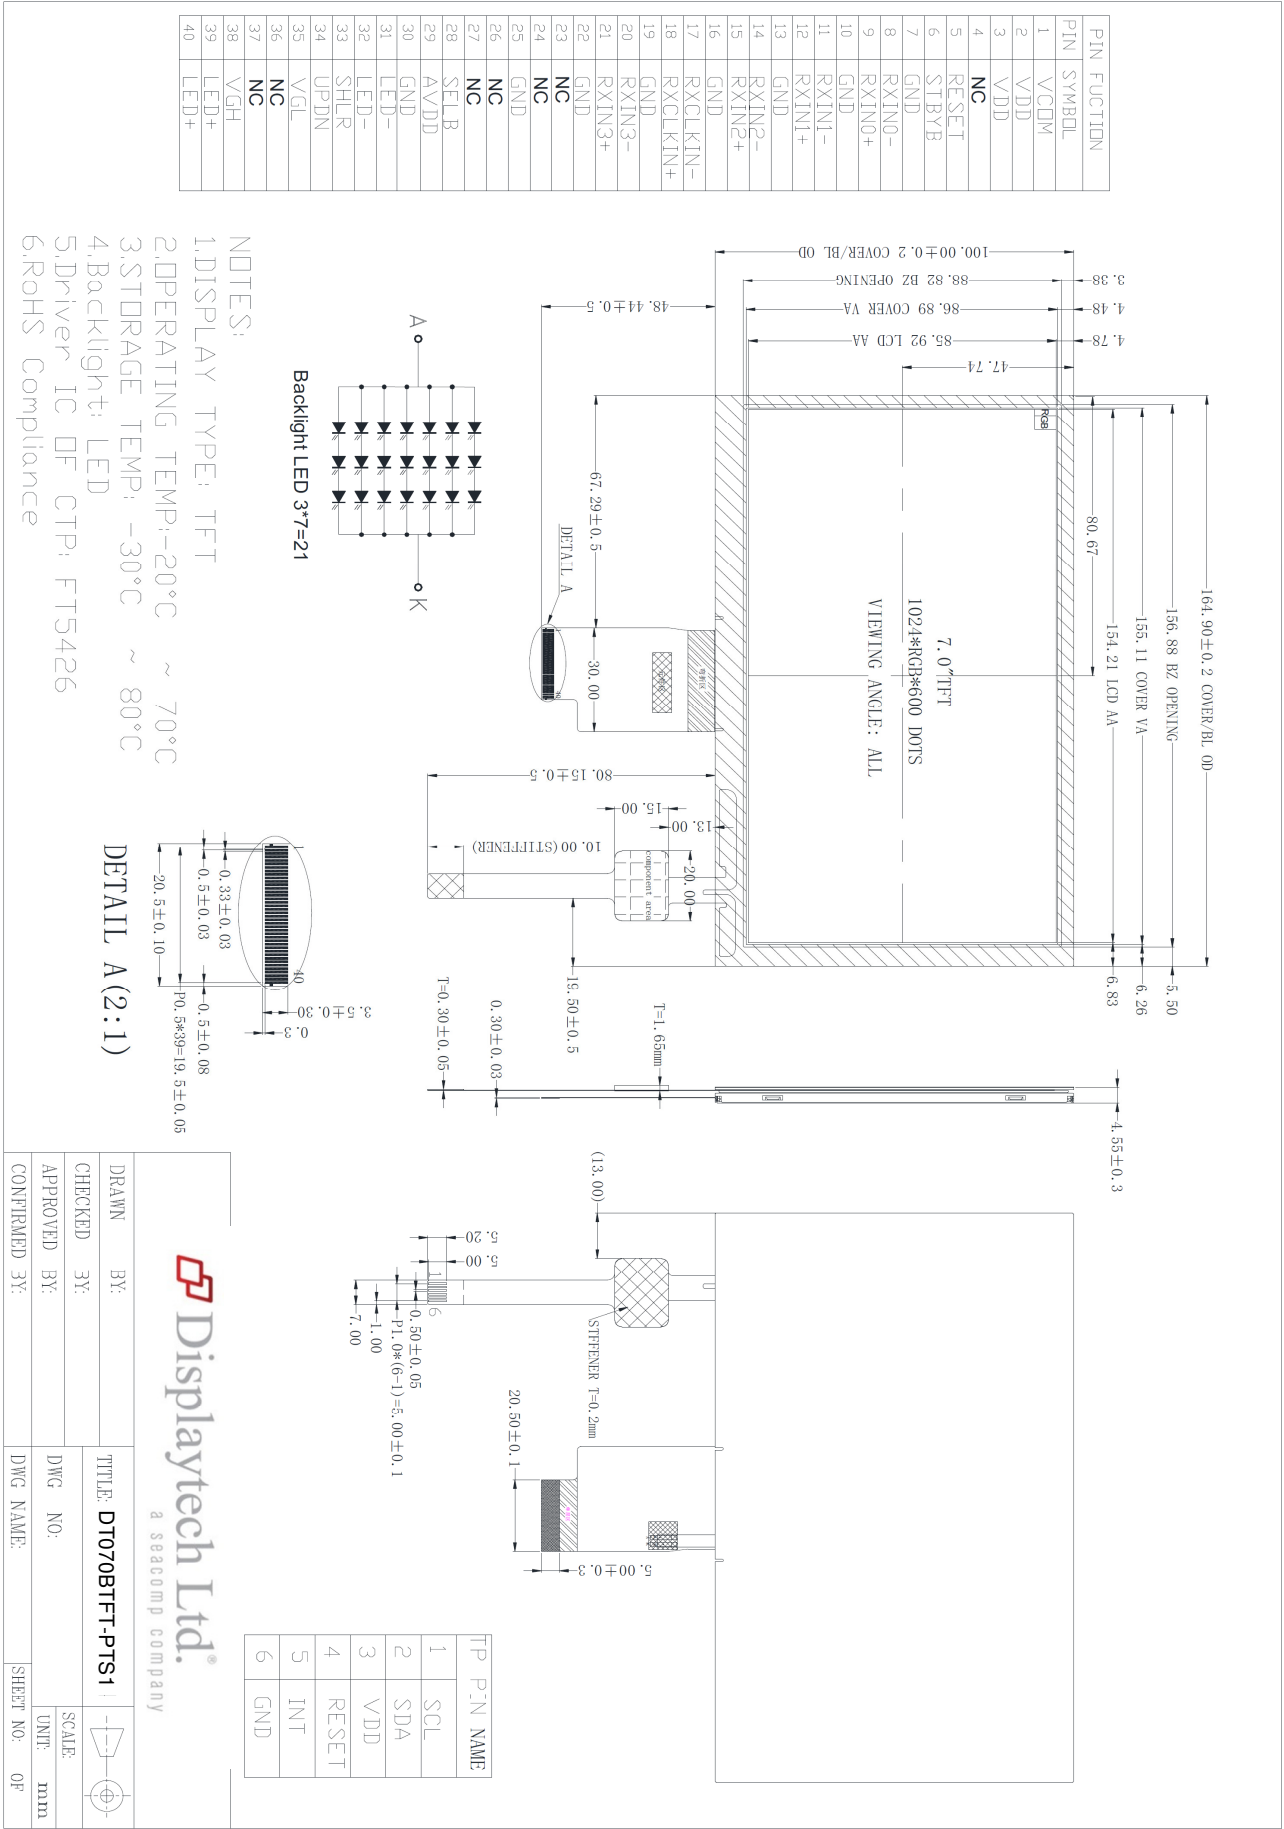 PIN FUCTION
PIN SYMBOL
1 VCOM
2 VDD
3 VDD
4 NC
5 RESET
6 STBYB
7 GND
8 RXIN0-
9 RXIN0+
10 GND
11 RXIN1-
12 RXIN1+
13 GND
14 RXIN2-
15 RXIN2+
16 GND
17 RXCLKIN-
18 RXCLKIN+
19 GND
20 RXIN3-
21 RXIN3+
22 GND
23 NC
24 NC
25 GND
26 NC
27 NC
28 SELB
29 AVDD
30 GND
31 LED-
32 LED-
33 SHLR
34 UPDN
35 VGL
36 NC
37 NC
38 VGH
39 LED+
40 LED+
164.90±0.2 COVER/BL OD
156.88 BZ OPENING
155.11 COVER VA
154.21 LCD AA
80.67
5.50
6.26
6.83
100.00±0.2 COVER/BL OD
88.82 BZ OPENING
86.89 COVER VA
85.92 LCD AA
47.74
3.38
4.48
4.78
RGB
7.0"TFT
1024*RGB*600 DOTS
VIEWING ANGLE: ALL
48.44±0.5
67.29±0.5
30.00
DETAIL A
1
40
80.15±0.5
15.00
13.00
10.00(STIFFENER)
20.00
component area
19.50±0.5
A
K
Backlight LED 3*7=21
T=1.65mm
0.30±0.03
T=0.30±0.05
4.55±0.3
(13.00)
5.20
5.00
1
6
0.50±0.05
P1.0*(6-1)=5.00±0.1
1.00
7.00
STFFENER T=0.2mm
20.50±0.1
5.00±0.3
NOTES:
1.DISPLAY TYPE: TFT
2.OPERATING TEMP:-20°C ~ 70°C
3.STORAGE TEMP: -30°C ~ 80°C
4.Backlight: LED
5.Driver IC OF CTP: FT5426
6.RoHS Compliance
1
40
3.5±0.30
0.3
0.33±0.03
0.5±0.03
0.5±0.08
P0.5*39=19.5±0.05
20.5±0.10
DETAIL A(2:1)
TP PIN NAME
1 SCL
2 SDA
3 VDD
4 RESET
5 INT
6 GND
Displaytech Ltd.®
a seacomp company
DRAWN BY:
CHECKED BY:
APPROVED BY:
CONFIRMED BY:
TITLE: DT070BTFT-PTS1
DWG NO:
DWG NAME:
SCALE:
UNIT: mm
SHEET NO: OF